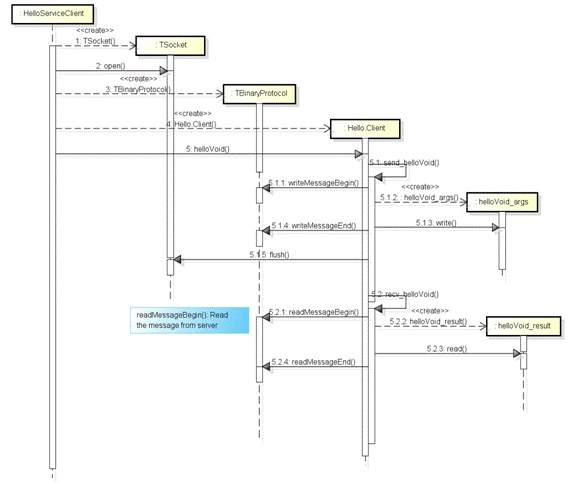 : HelloServiceClient
<<create>>
1: TSocket()
: TSocket
2: open()
<<create>>
3: TBinaryProtocol()
: TBinaryProtocol
<<create>>
4: Hello.Client()
: Hello.Client
5: helloVoid()
5.1: send_helloVoid()
5.1.1: writeMessageBegin()
<<create>>
5.1.2: helloVoid_args()
: helloVoid_args
5.1.3: write()
5.1.4: writeMessageEnd()
5.1.5: flush()
5.2: recv_helloVoid()
readMessageBegin(): Read
the message from server
5.2.1: readMessageBegin()
<<create>>
5.2.2: helloVoid_result()
: helloVoid_result
5.2.3: read()
5.2.4: readMessageEnd()